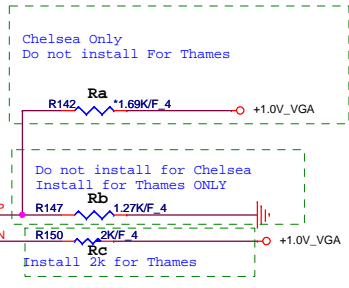 Chelsea Only
Do not install For Thames
Ra
R142 *1.69K/F_4 +1.0V_VGA
Do not install for Chelsea
Install for Thames ONLY
Rb
P R147 1.27K/F_4
N R150 2K/F_4 +1.0V_VGA
Rc
Install 2k for Thames